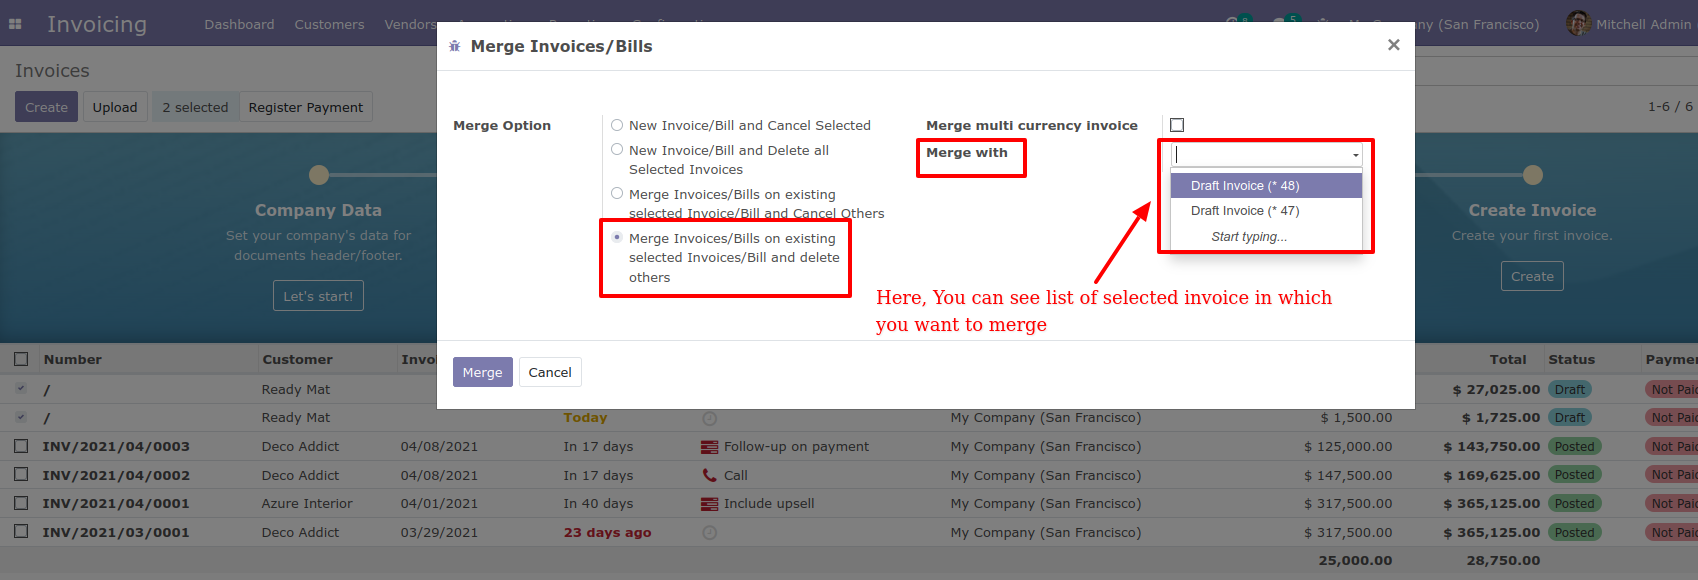 Invoicing Dashboard Customers Vendors (San Francisco) Mitchell Admin
8 5
Merge Invoices/Bills ×
Invoices
Create Upload 2 selected Register Payment 1-6 / 6
Merge Option
New Invoice/Bill and Cancel Selected
New Invoice/Bill and Delete all
Selected Invoices
Merge Invoices/Bills on existing
selected Invoice/Bill and Cancel Others
Merge Invoices/Bills on existing
selected Invoices/Bill and delete
others
Merge multi currency invoice
Merge with
Draft Invoice (* 48)
Draft Invoice (* 47)
Start typing...
Here, You can see list of selected invoice in which
you want to merge
Merge Cancel
Company Data
Set your company's data for
documents header/footer.
Let's start!
Create Invoice
Create your first invoice.
Create
Number Customer Invoi Total Status Paymen
/ Ready Mat $ 27,025.00 Draft Not Paid
/ Ready Mat Today My Company (San Francisco) $ 1,500.00 $ 1,725.00 Draft Not Paid
INV/2021/04/0003 Deco Addict 04/08/2021 In 17 days Follow-up on payment My Company (San Francisco) $ 125,000.00 $ 143,750.00 Posted Not Paid
INV/2021/04/0002 Deco Addict 04/08/2021 In 17 days Call My Company (San Francisco) $ 147,500.00 $ 169,625.00 Posted Not Paid
INV/2021/04/0001 Azure Interior 04/01/2021 In 40 days Include upsell My Company (San Francisco) $ 317,500.00 $ 365,125.00 Posted Not Paid
INV/2021/03/0001 Deco Addict 03/29/2021 23 days ago My Company (San Francisco) $ 317,500.00 $ 365,125.00 Posted Not Paid
25,000.00 28,750.00